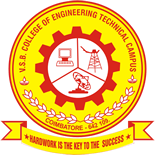 V.S.B. COLLEGE OF ENGINEERING TECHNICAL CAMPUS
COIMBATORE - 642 109
HARDWORK IS THE KEY TO THE SUCCESS